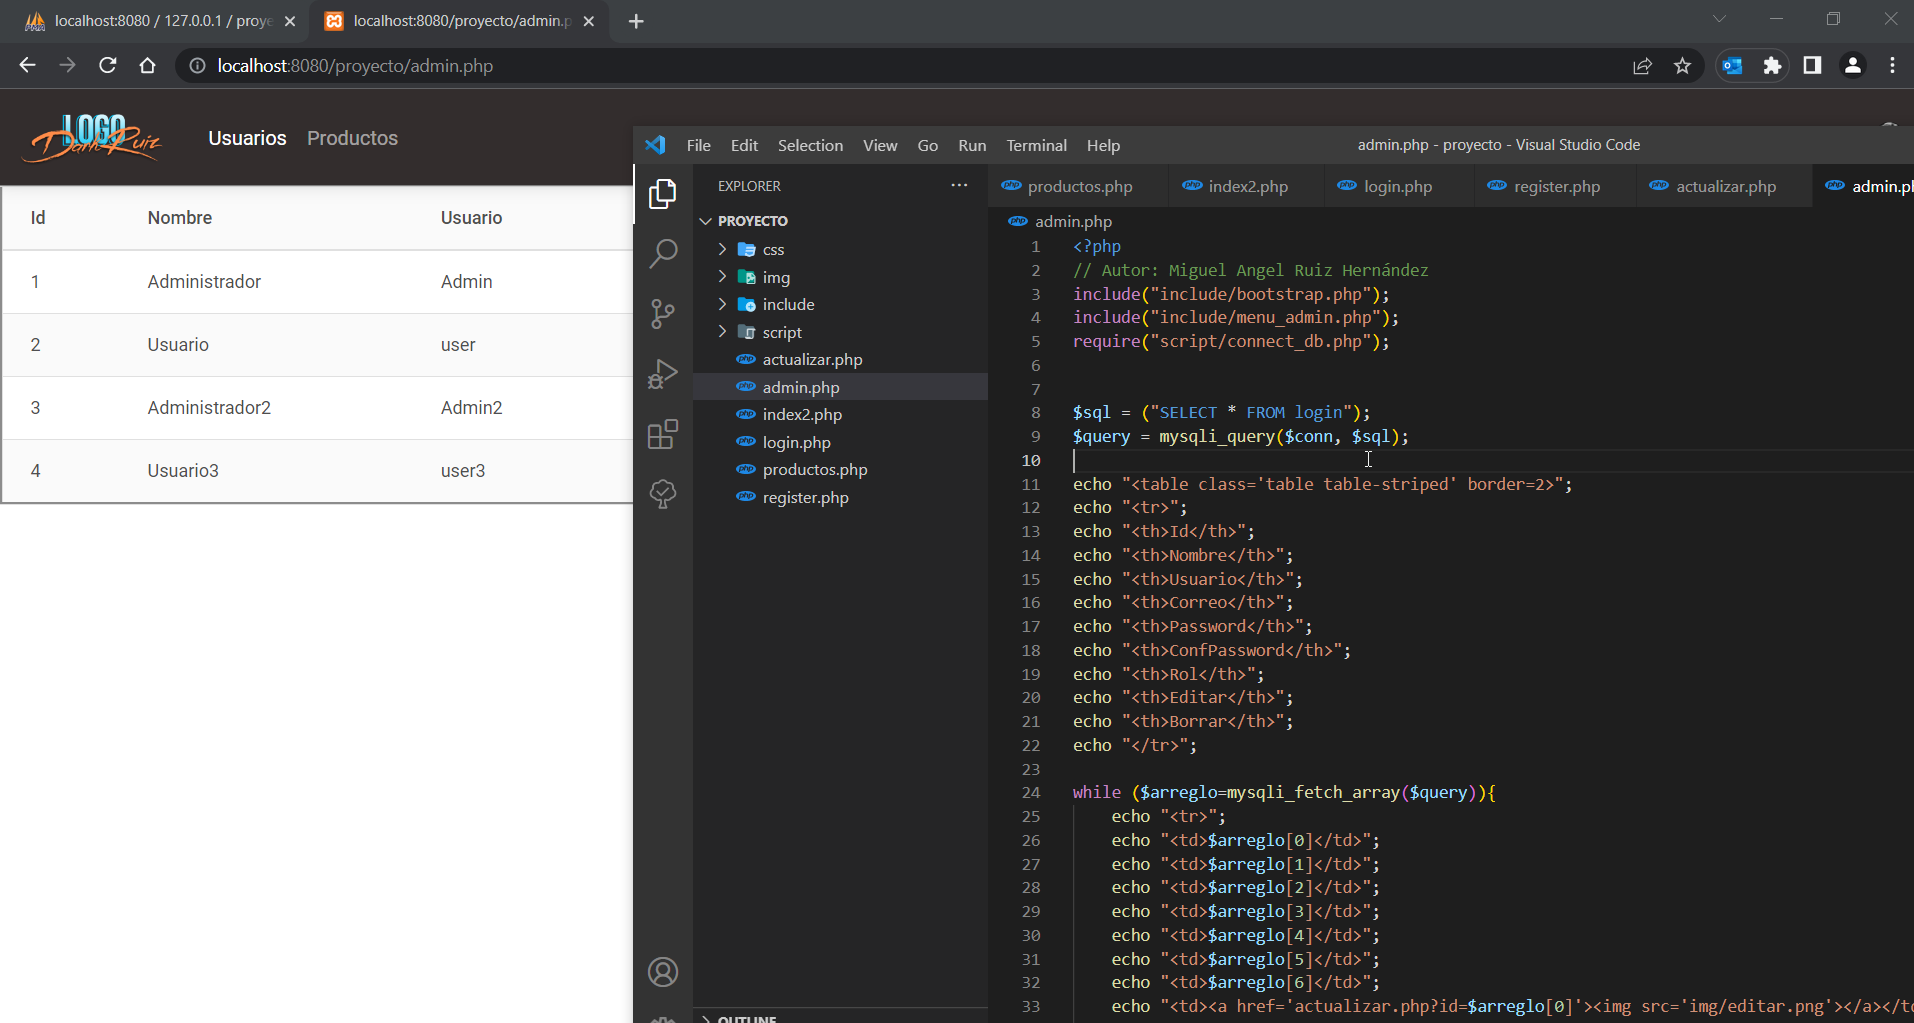 localhost:8080 / 127.0.0.1 / proye
localhost:8080/proyecto/admin.p
localhost:8080/proyecto/admin.php
LOGO
DarkRuiz
Usuarios
Productos
Id Nombre Usuario
1 Administrador Admin
2 Usuario user
3 Administrador2 Admin2
4 Usuario3 user3
File Edit Selection View Go Run Terminal Help
admin.php - proyecto - Visual Studio Code
EXPLORER
PROYECTO
css
img
include
script
actualizar.php
admin.php
index2.php
login.php
productos.php
register.php
OUTLINE
productos.php index2.php login.php register.php actualizar.php admin.pl
admin.php
1 <?php
2 // Autor: Miguel Angel Ruiz Hernández
3 include("include/bootstrap.php");
4 include("include/menu_admin.php");
5 require("script/connect_db.php");
6
7
8 $sql = ("SELECT * FROM login");
9 $query = mysqli_query($conn, $sql);
10
11 echo "<table class='table table-striped' border=2>";
12 echo "<tr>";
13 echo "<th>Id</th>";
14 echo "<th>Nombre</th>";
15 echo "<th>Usuario</th>";
16 echo "<th>Correo</th>";
17 echo "<th>Password</th>";
18 echo "<th>ConfPassword</th>";
19 echo "<th>Rol</th>";
20 echo "<th>Editar</th>";
21 echo "<th>Borrar</th>";
22 echo "</tr>";
23
24 while ($arreglo=mysqli_fetch_array($query)){
25 echo "<tr>";
26 echo "<td>$arreglo[0]</td>";
27 echo "<td>$arreglo[1]</td>";
28 echo "<td>$arreglo[2]</td>";
29 echo "<td>$arreglo[3]</td>";
30 echo "<td>$arreglo[4]</td>";
31 echo "<td>$arreglo[5]</td>";
32 echo "<td>$arreglo[6]</td>";
33 echo "<td><a href='actualizar.php?id=$arreglo[0]'><img src='img/editar.png'></a></td